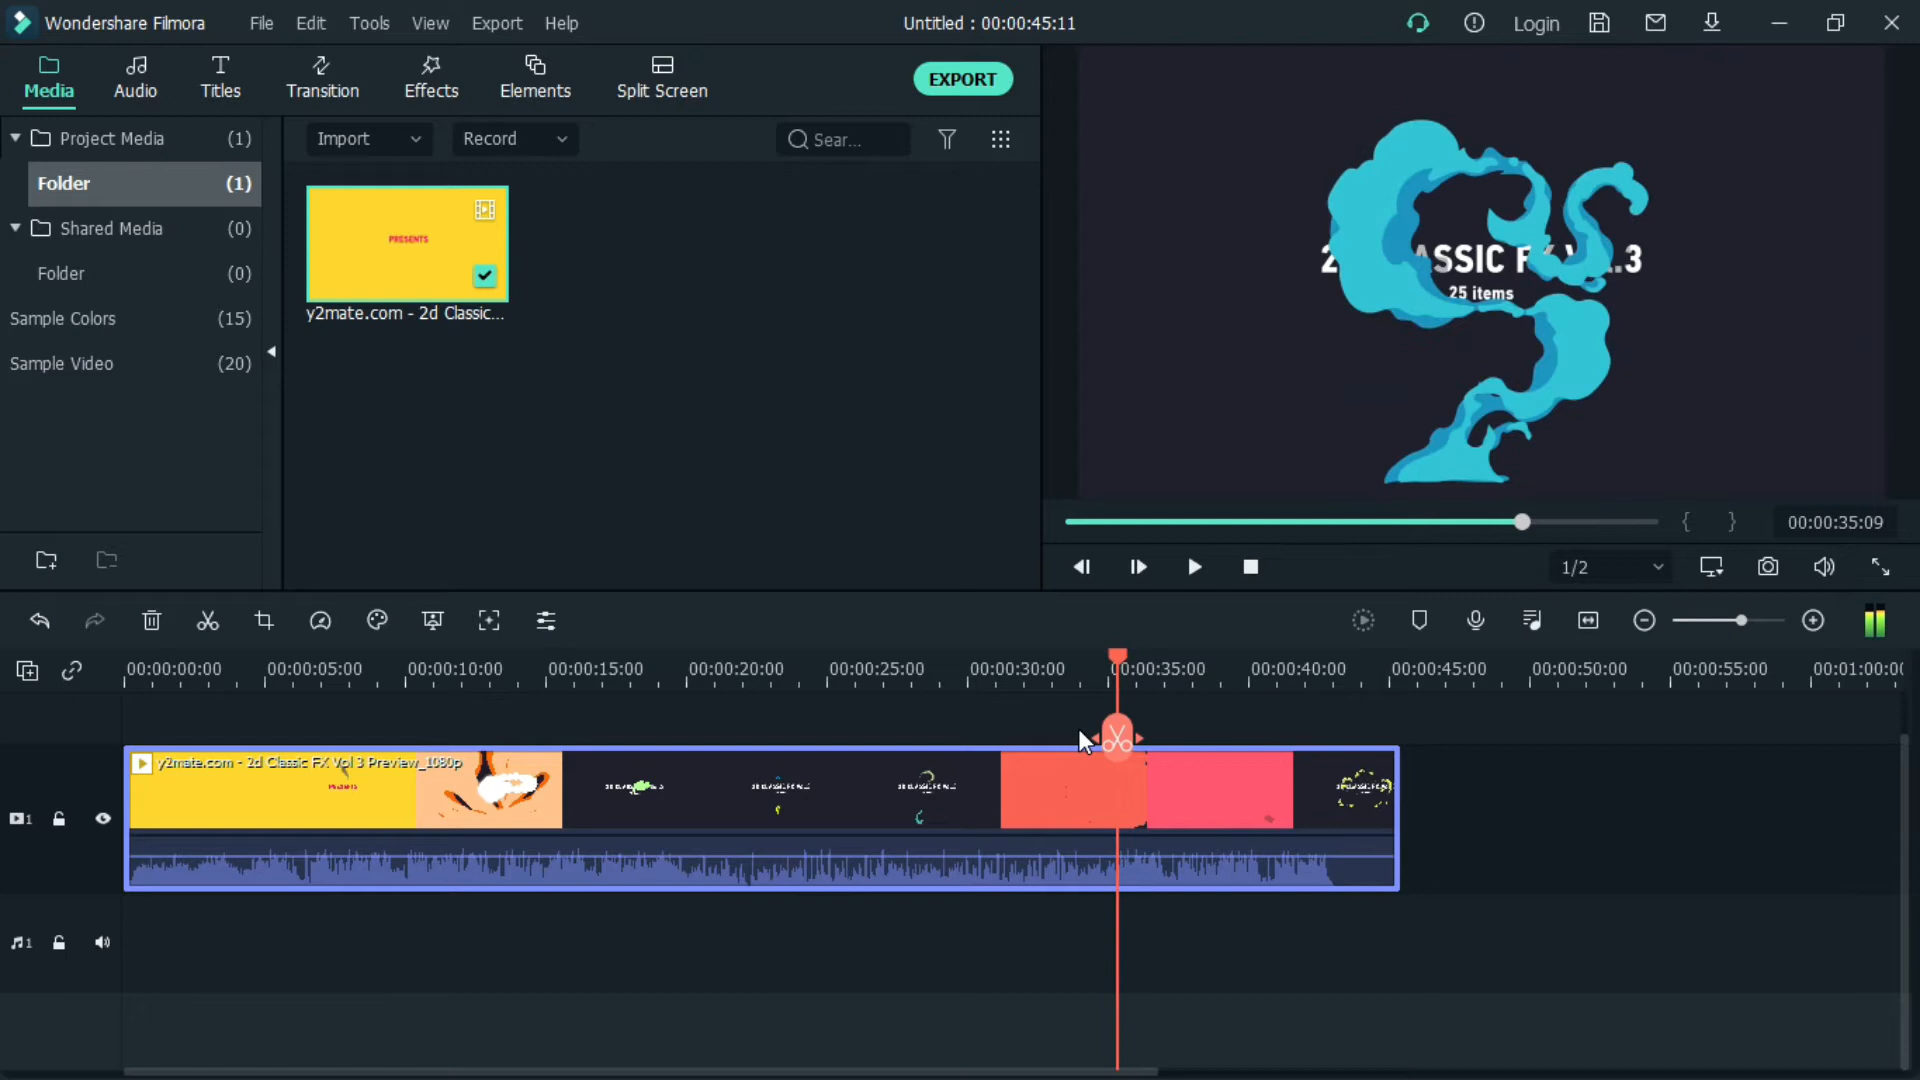 Wondershare Filmora
File
Edit
Tools
View
Export
Help
Untitled : 00:00:45:11
Login
Media
Audio
Titles
Transition
Effects
Elements
Split Screen
EXPORT
Project Media (1)
Folder (1)
Shared Media (0)
Folder (0)
Sample Colors (15)
Sample Video (20)
Import
Record
Sear...
PRESENTS
y2mate.com - 2d Classic...
25 items
00:00:35:09
1/2
00:00:00:00
00:00:05:00
00:00:10:00
00:00:15:00
00:00:20:00
00:00:25:00
00:00:30:00
00:00:35:00
00:00:40:00
00:00:45:00
00:00:50:00
00:00:55:00
00:01:00:0
y2mate.com - 2d Classic FX Vol 3 Preview_1080p
PRESENTS
1
1